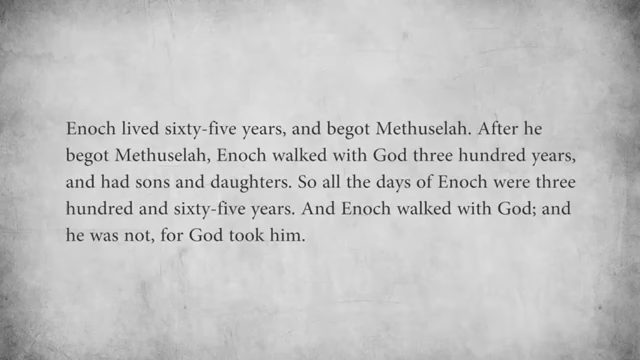 Enoch lived sixty-five years, and begot Methuselah. After he
begot Methuselah, Enoch walked with God three hundred years,
and had sons and daughters. So all the days of Enoch were three
hundred and sixty-five years. And Enoch walked with God; and
he was not, for God took him.